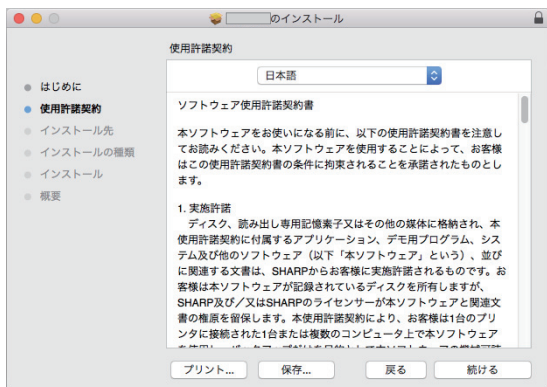 のインストール
使用許諾契約
日本語
はじめに
使用許諾契約
インストール先
インストールの種類
インストール
概要
ソフトウェア使用許諾契約書
本ソフトウェアをお使いになる前に、以下の使用許諾契約書を注意し
てお読みください。本ソフトウェアを使用することによって、お客様
はこの使用許諾契約書の条件に拘束されることを承諾されたものとし
ます。
1. 実施許諾
ディスク、読み出し専用記憶素子又はその他の媒体に格納され、本
使用許諾契約に付属するアプリケーション、デモ用プログラム、シス
テム及び他のソフトウェア（以下「本ソフトウェア」という）、並び
に関連する文書は、SHARPからお客様に実施許諾されるものです。お
客様は本ソフトウェアが記録されているディスクを所有しますが、
SHARP及び／又はSHARPのライセンサーが本ソフトウェアと関連文
書の権原を留保します。本使用許諾契約により、お客様は1台のプリ
ンタに接続された1台または複数のコンピュータ上で本ソフトウェア
プリント...
保存...
戻る
続ける